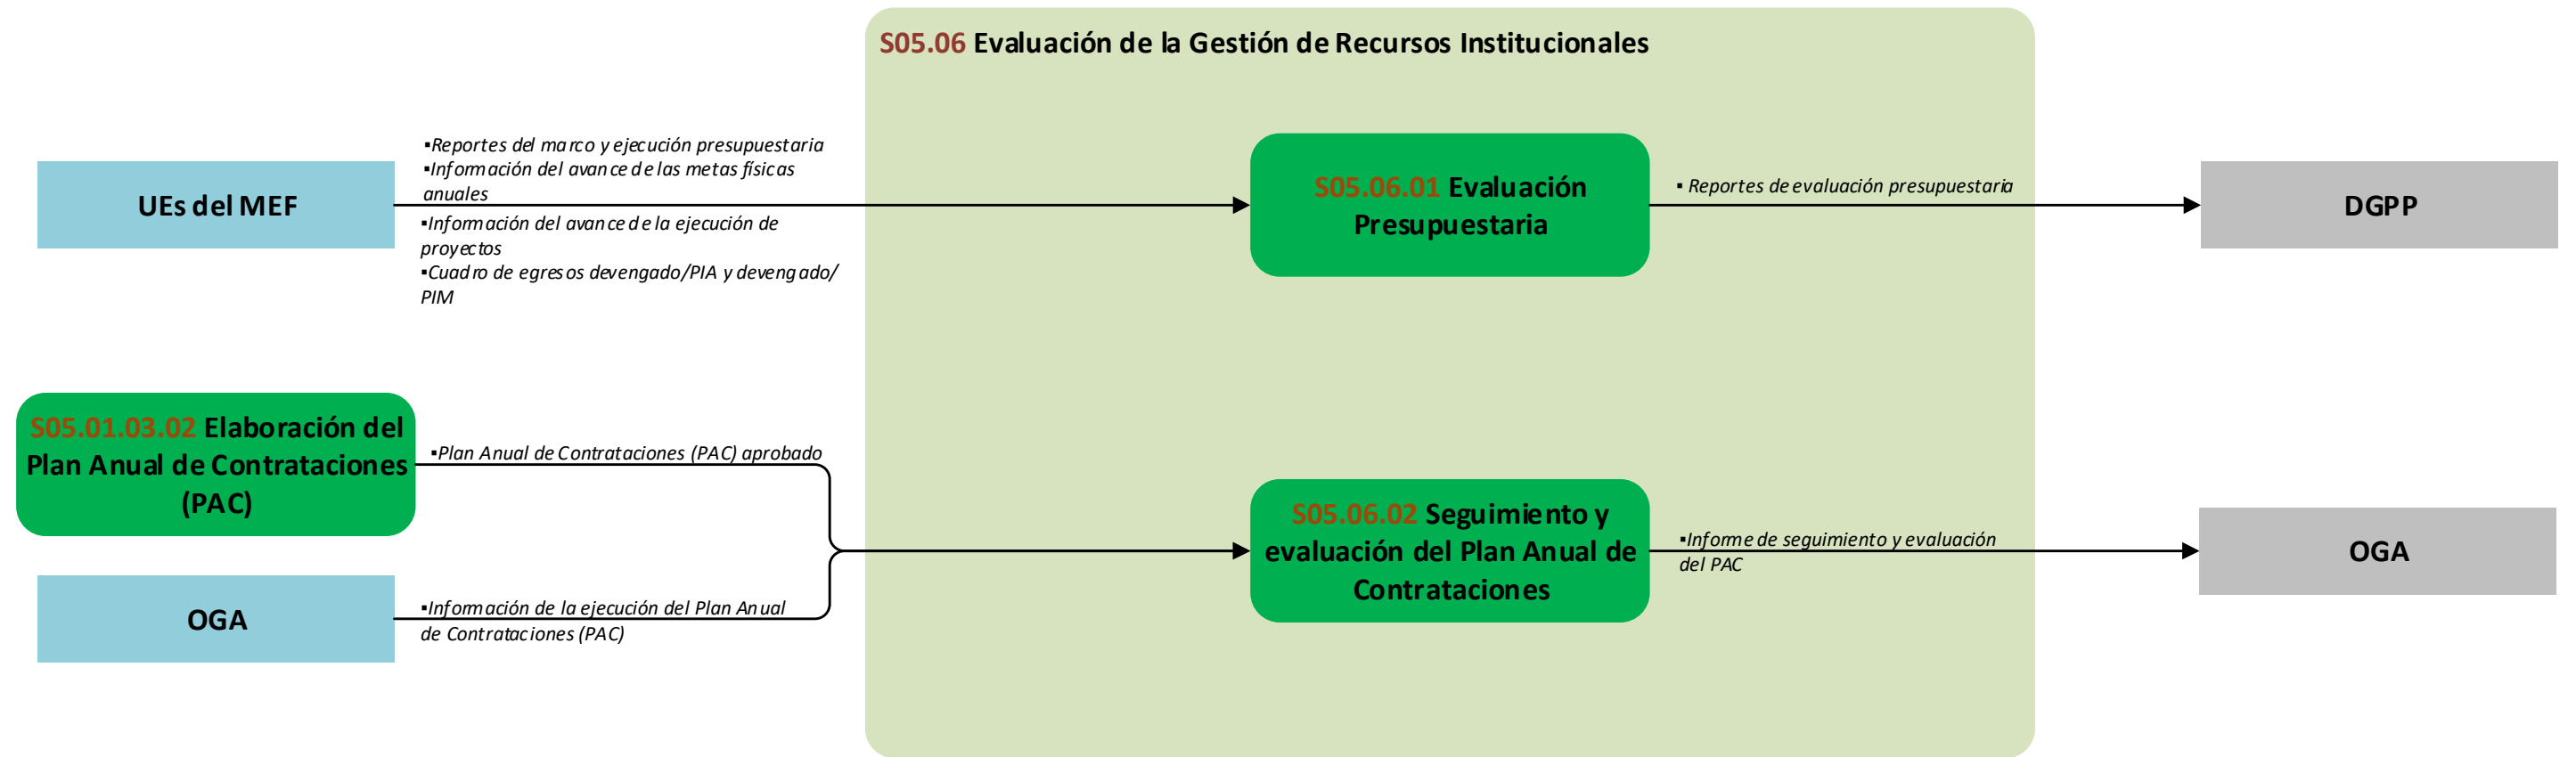 S05.06 Evaluación de la Gestión de Recursos Institucionales
▪Reportes del marco y ejecución presupuestaria
▪Información del avance de las metas físicas
anuales
▪Información del avance de la ejecución de
proyectos
▪Cuadro de egresos devengado/PIA y devengado/
PIM
UEs del MEF
S05.06.01 Evaluación
Presupuestaria
▪ Reportes de evaluación presupuestaria
DGPP
S05.01.03.02 Elaboración del
Plan Anual de Contrataciones
(PAC)
▪Plan Anual de Contrataciones (PAC) aprobado
OGA
▪Información de la ejecución del Plan Anual
de Contrataciones (PAC)
S05.06.02 Seguimiento y
evaluación del Plan Anual de
Contrataciones
▪Informe de seguimiento y evaluación
del PAC
OGA